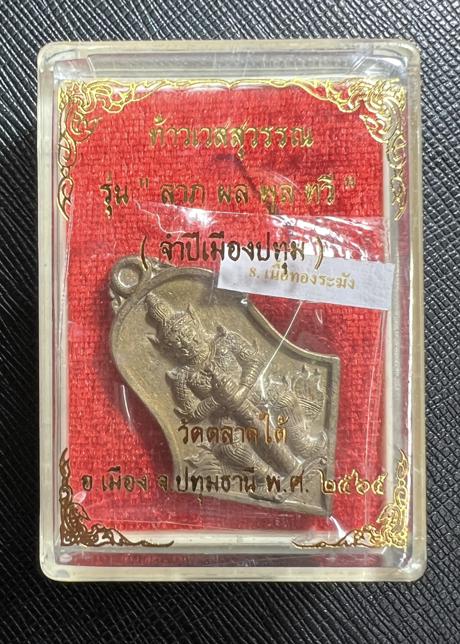 ท้าวเวสสุวรรณ
รุ่น " ลาภ ผล พูล ทวี "
( จำปีเมืองปทุม )
8. เนื้อทองระฆัง
วัดตลาดใต้
อ.เมือง จ.ปทุมธานี พ.ศ. ๒๕๖๕